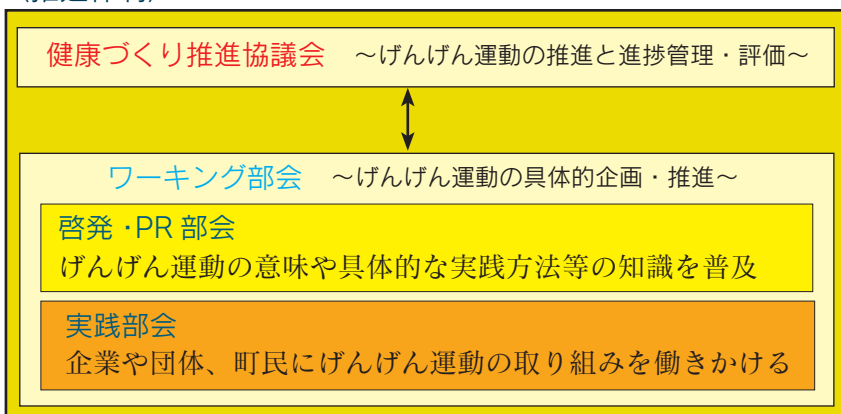 健康づくり推進協議会 ～げんげん運動の推進と進捗管理・評価～
ワーキング部会 ～げんげん運動の具体的企画・推進～
啓発・PR部会
げんげん運動の意味や具体的な実践方法等の知識を普及
実践部会
企業や団体、町民にげんげん運動の取り組みを働きかける